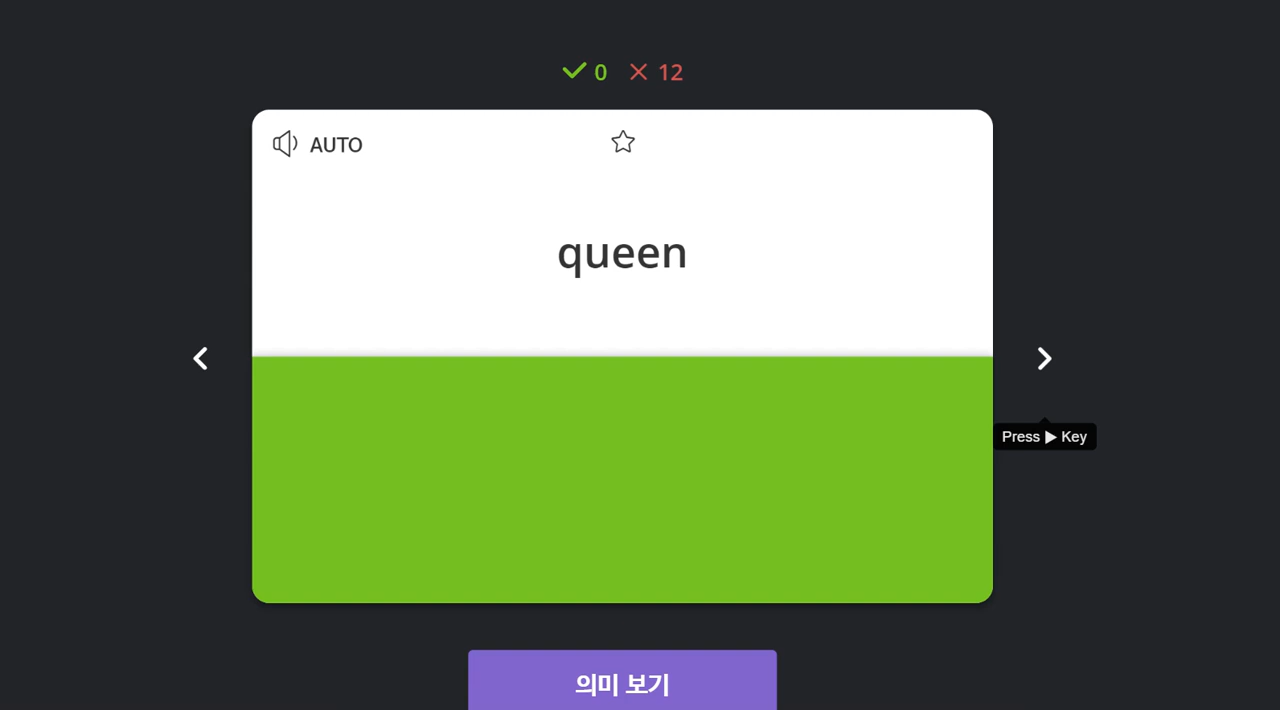 0 12
AUTO
queen
Press ▶ Key
의미 보기